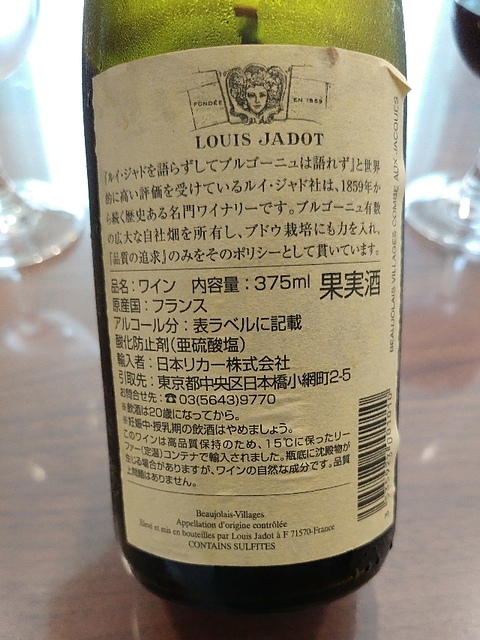 FONDÉE EN 1859
LOUIS JADOT
『ルイ・ジャドを語らずしてブルゴーニュは語れず』と世界
的に高い評価を受けているルイ・ジャド社は、1859年か
ら続く歴史ある名門ワイナリーです。ブルゴーニュ有数
の広大な自社畑を所有し、ブドウ栽培にも力を入れ、
「品質の追求」のみをそのポリシーとして貫いています。
品名：ワイン 内容量：375ml 果実酒
原産国：フランス
アルコール分：表ラベルに記載
酸化防止剤(亜硫酸塩)
輸入者：日本リカー株式会社
引取先：東京都中央区日本橋小網町2-5
お問合せ先：☎03(5643)9770
※飲酒は20歳になってから。
※妊娠中・授乳期の飲酒はやめましょう。
このワインは高品質保持のため、15℃に保ったリー
ファー(定温)コンテナで輸入されました。瓶底に沈殿物が
生じる場合がありますが、ワインの自然な成分です。品質
上問題はありません。
Beaujolais-Villages
Appellation d'origine contrôlée
Elevé et mis en bouteilles par Louis Jadot à F 71570-France
CONTAINS SULFITES
BEAUJOLAIS VILLAGES COMBE AUX JACQUES